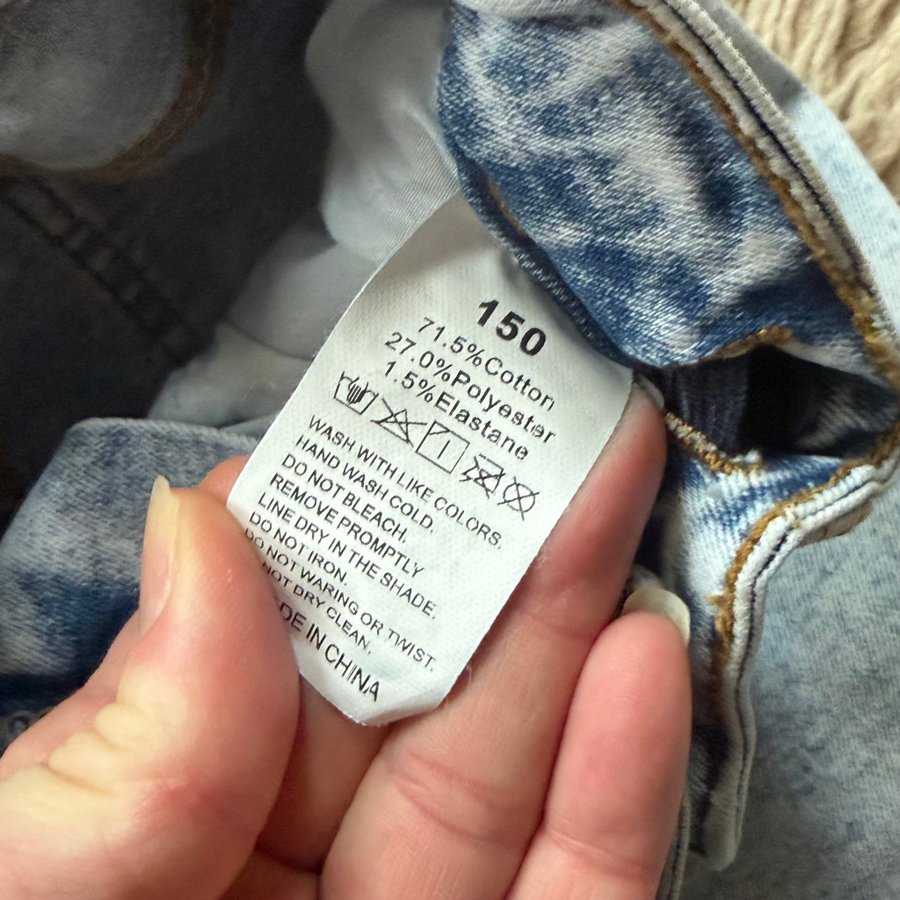 150
71.5%Cotton
27.0%Polyester
1.5%Elastane
WASH WITH LIKE COLORS.
HAND WASH COLD.
DO NOT BLEACH.
REMOVE PROMPTLY
LINE DRY IN THE SHADE.
DO NOT IRON.
DO NOT WARING OR TWIST.
NOT DRY CLEAN.
DE IN CHINA